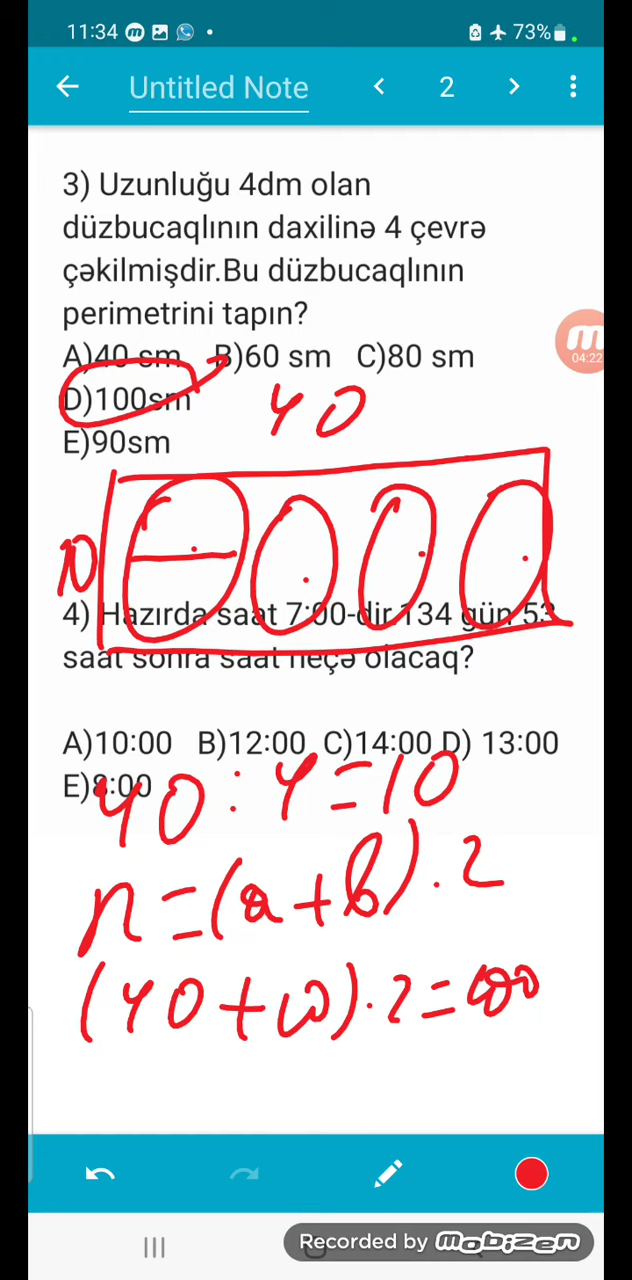 11:34 73%
Untitled Note < 2 >
3) Uzunluğu 4dm olan
düzbucaqlının daxilinə 4 çevrə
çəkilmişdir.Bu düzbucaqlının
perimetrini tapın?
A)40 sm B)60 sm C)80 sm
04:22
D)100sm
40
E)90sm
10
4) Hazırda saat 7:00-dir.134 gün 53
saat sonra saat neçə olacaq?
A)10:00 B)12:00 C)14:00 D) 13:00
E)8:00
40 : 4 = 10
=(a+b).2
(40+10).2=100
Recorded by mobizen